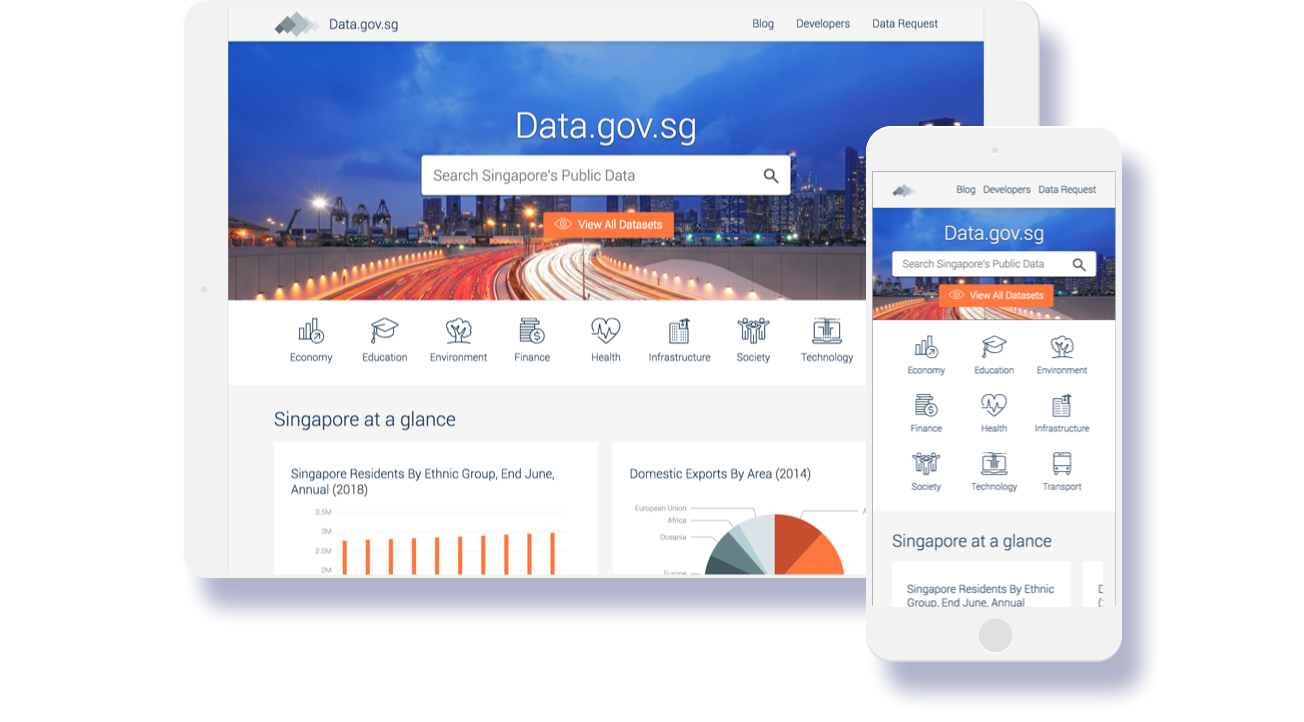 Data.gov.sg
Blog Developers Data Request
Data.gov.sg
Search Singapore's Public Data
View All Datasets
Economy Education Environment Finance Health Infrastructure Society Technology
Singapore at a glance
Singapore Residents By Ethnic Group, End June,
Annual (2018)
3.5M
3M
2.5M
2M
Domestic Exports By Area (2014)
European Union
Africa
Oceania
Europe
A
Blog Developers Data Request
Data.gov.sg
Search Singapore's Public Data
View All Datasets
Economy Education Environment
Finance Health Infrastructure
Society Technology Transport
Singapore at a glance
Singapore Residents By Ethnic
Group, End June, Annual